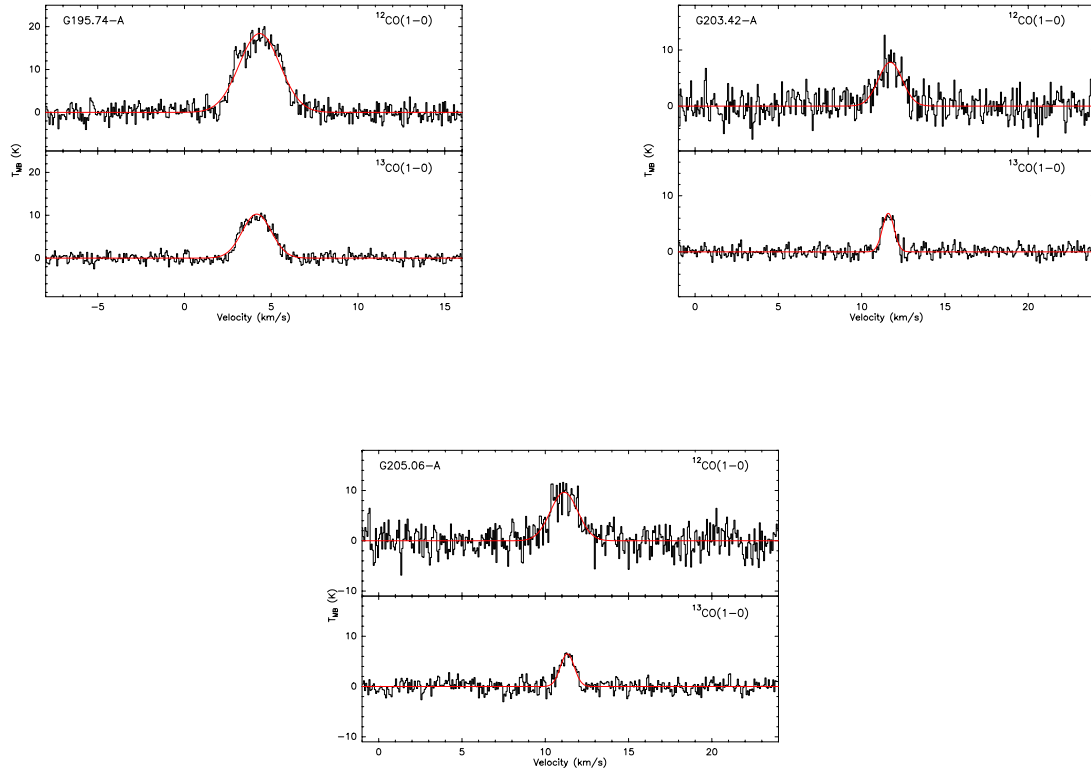 G195.74−A ¹²CO(1−0)
20
10
0
T_MB (K)
¹³CO(1−0)
20
10
0
−5 0 5 10 15
Velocity (km/s)
G203.42−A ¹²CO(1−0)
10
0
T_MB (K)
¹³CO(1−0)
10
0
0 5 10 15 20
Velocity (km/s)
G205.06−A ¹²CO(1−0)
10
0
−10
T_MB (K)
¹³CO(1−0)
10
0
−10
0 5 10 15 20
Velocity (km/s)